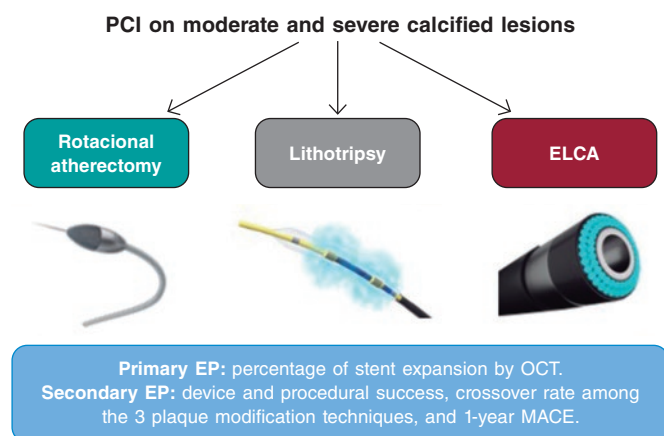 PCI on moderate and severe calcified lesions
Rotacional
atherectomy
Lithotripsy
ELCA
Primary EP: percentage of stent expansion by OCT.
Secondary EP: device and procedural success, crossover rate among
the 3 plaque modification techniques, and 1-year MACE.